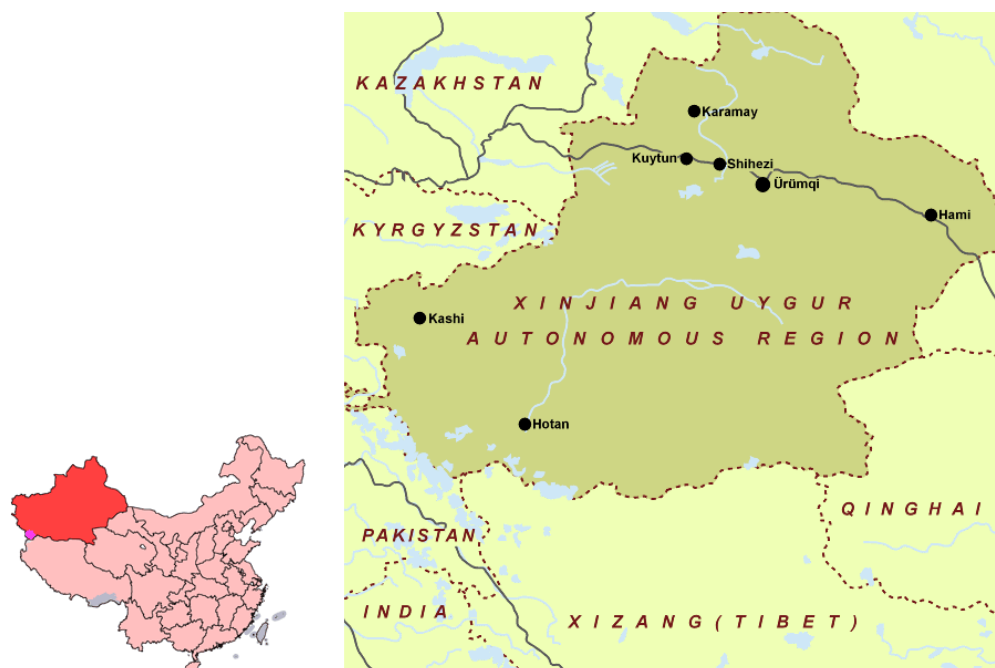 KAZAKHSTAN
Karamay
Kuytun
Shihezi
Ürümqi
Hami
KYRGYZSTAN
XINJIANG UYGUR
AUTONOMOUS REGION
Kashi
Hotan
QINGHAI
PAKISTAN
INDIA
XIZANG (TIBET)